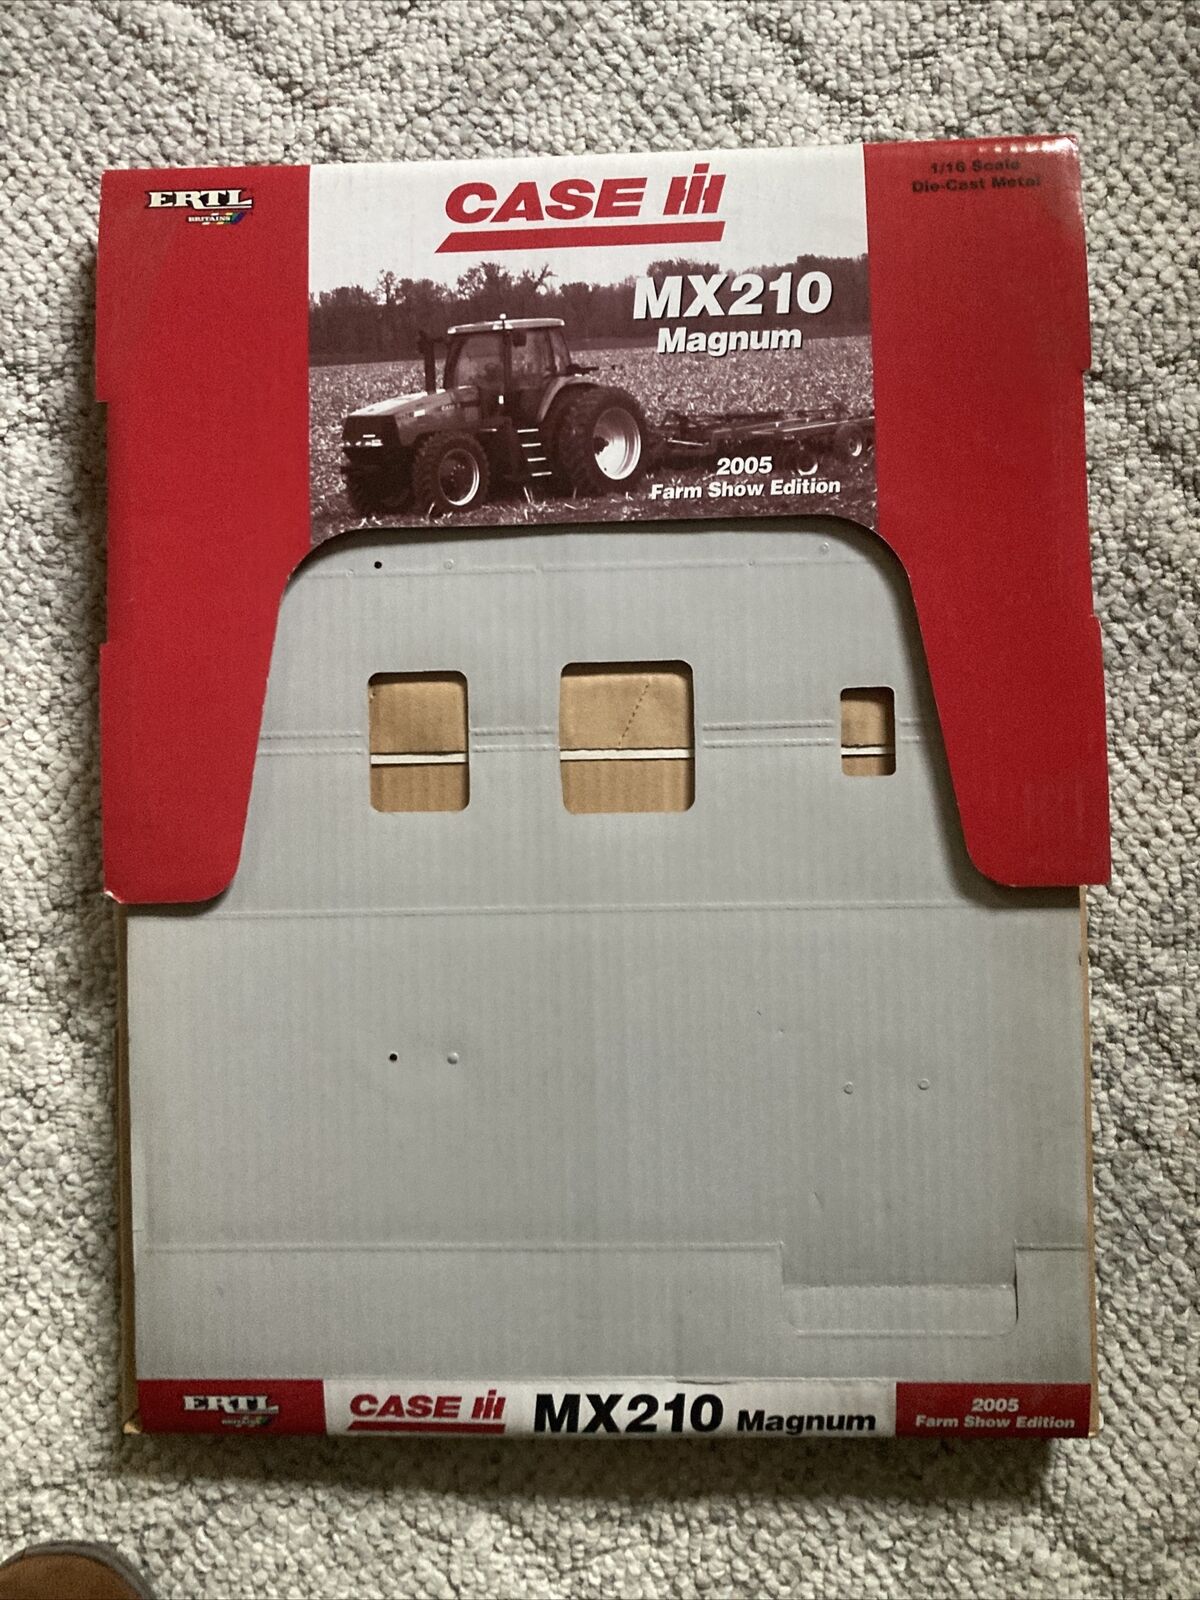 ERTL
BRITAINS
CASE IH
1/16 Scale
Die-Cast Metal
MX210
Magnum
2005
Farm Show Edition
ERTL
BRITAINS
CASE IH
MX210 Magnum
2005
Farm Show Edition